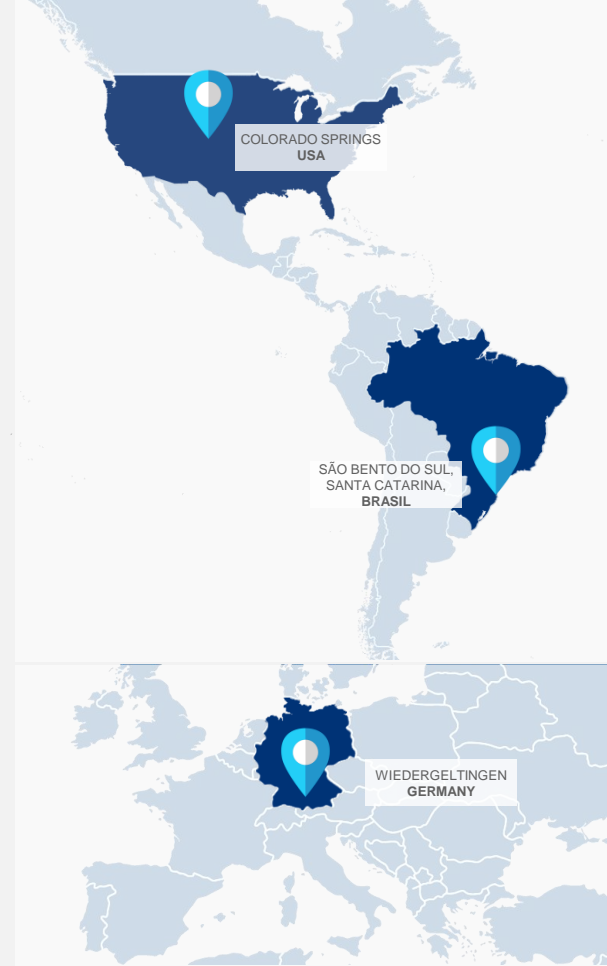 COLORADO SPRINGS
USA
SÃO BENTO DO SUL,
SANTA CATARINA,
BRASIL
WIEDERGELTINGEN
GERMANY